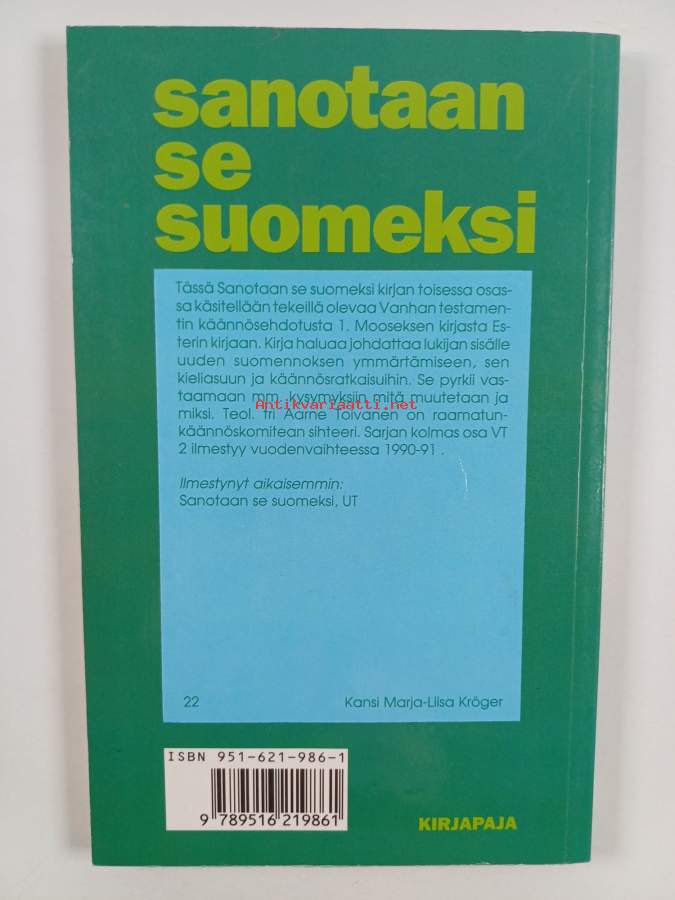 sanotaan
se
suomeksi
Tässä Sanotaan se suomeksi kirjan toisessa osas-
sa käsitellään tekeillä olevaa Vanhan testamen-
tin käännösehdotusta 1. Mooseksen kirjasta Es-
terin kirjaan. Kirja haluaa johdattaa lukijan sisälle
uuden suomennoksen ymmärtämiseen, sen
kieliasuun ja käännösratkaisuihin. Se pyrkii vas-
taamaan mm. kysymyksiin mitä muutetaan ja
Antikvariaatti.net
miksi. Teol. tri Aarne Toivanen on raamatun-
käännöskomitean sihteeri. Sarjan kolmas osa VT
2 ilmestyy vuodenvaihteessa 1990-91 .
Ilmestynyt aikaisemmin:
Sanotaan se suomeksi, UT
22 Kansi Marja-Liisa Kröger
ISBN 951-621-986-1
9 789516 219861
KIRJAPAJA